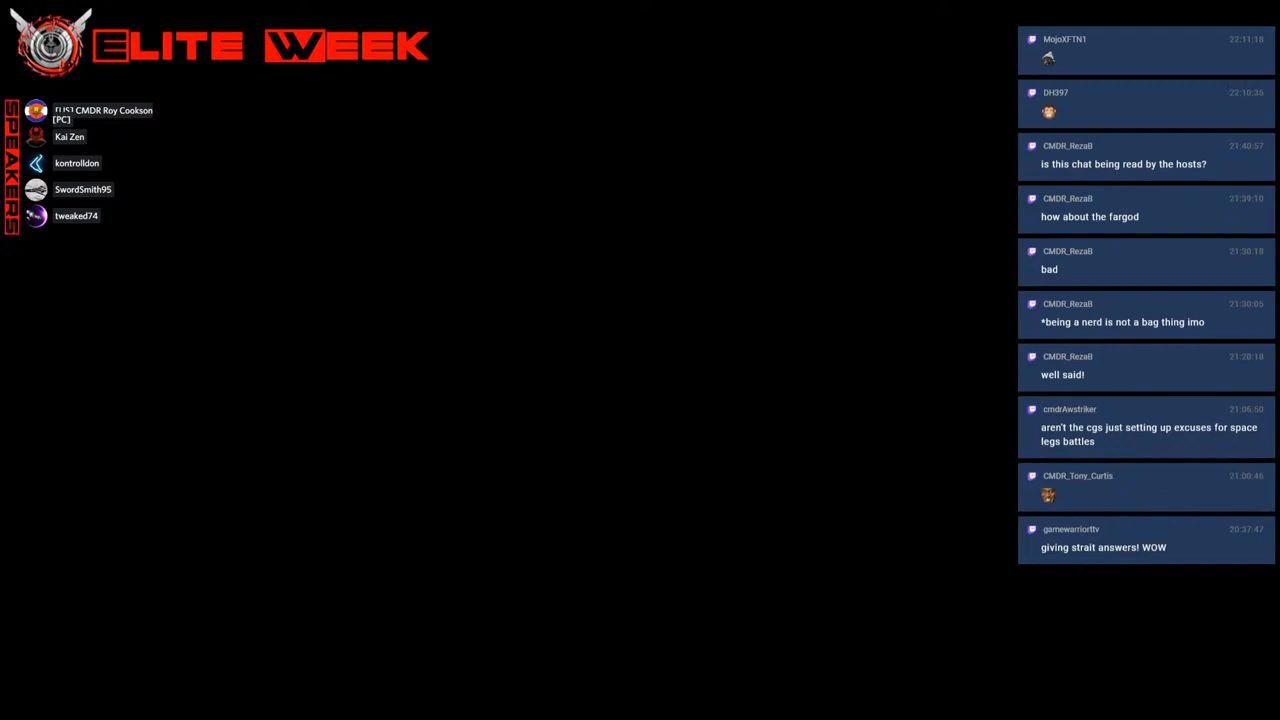 ELITE WEEK
SPEAKERS
[US] CMDR Roy Cookson
[PC]
Kai Zen
kontrolldon
SwordSmith95
tweaked74
MojoXFTN1 22:11:18
DH397 22:10:35
CMDR_RezaB 21:40:57
is this chat being read by the hosts?
CMDR_RezaB 21:39:10
how about the fargod
CMDR_RezaB 21:30:18
bad
CMDR_RezaB 21:30:05
*being a nerd is not a bag thing imo
CMDR_RezaB 21:20:18
well said!
cmdrAwstriker 21:06:50
aren't the cgs just setting up excuses for space
legs battles
CMDR_Tony_Curtis 21:00:46
gamewarriorttv 20:37:47
giving strait answers! WOW